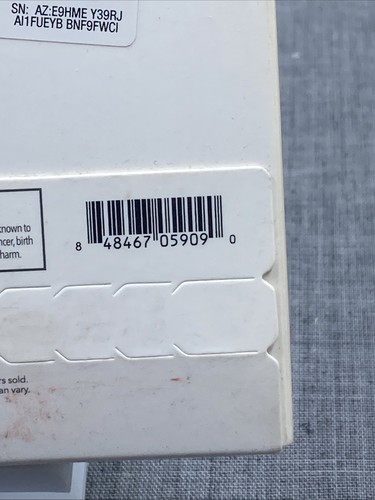 SN: AZ:E9HME Y39RJ
AI1FUEYB BNF9FWCI
known to
ncer, birth
harm.
8 48467 05909 0
rs sold.
an vary.